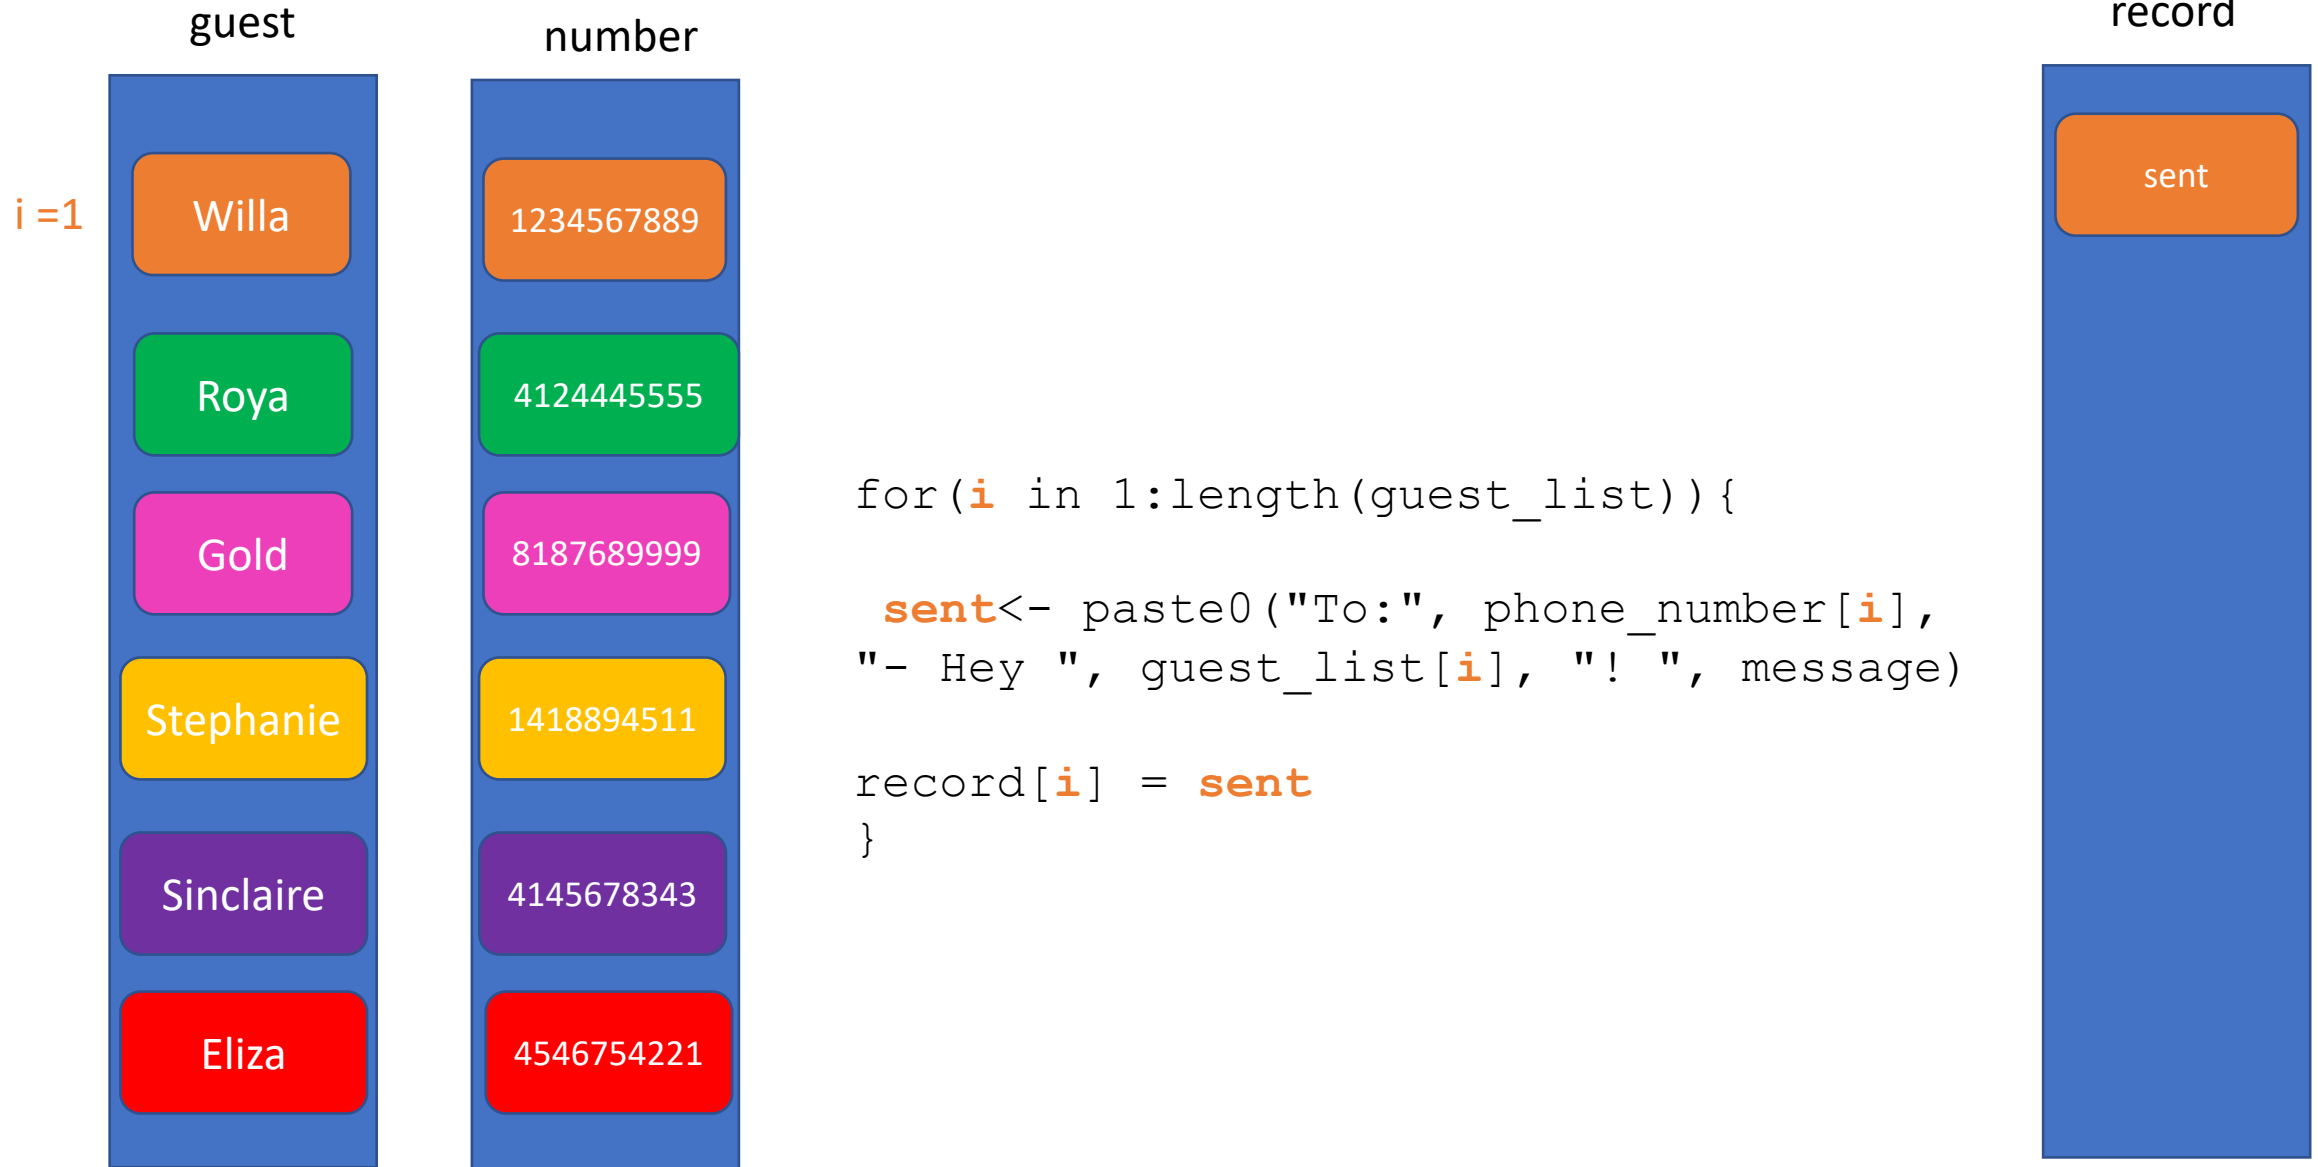 guest
number
record
i =1
Willa
1234567889
sent
Roya
4124445555
Gold
8187689999
Stephanie
1418894511
Sinclaire
4145678343
Eliza
4546754221
for(i in 1:length(guest_list)){
sent<- paste0("To:", phone_number[i],
"- Hey ", guest_list[i], "! ", message)
record[i] = sent
}